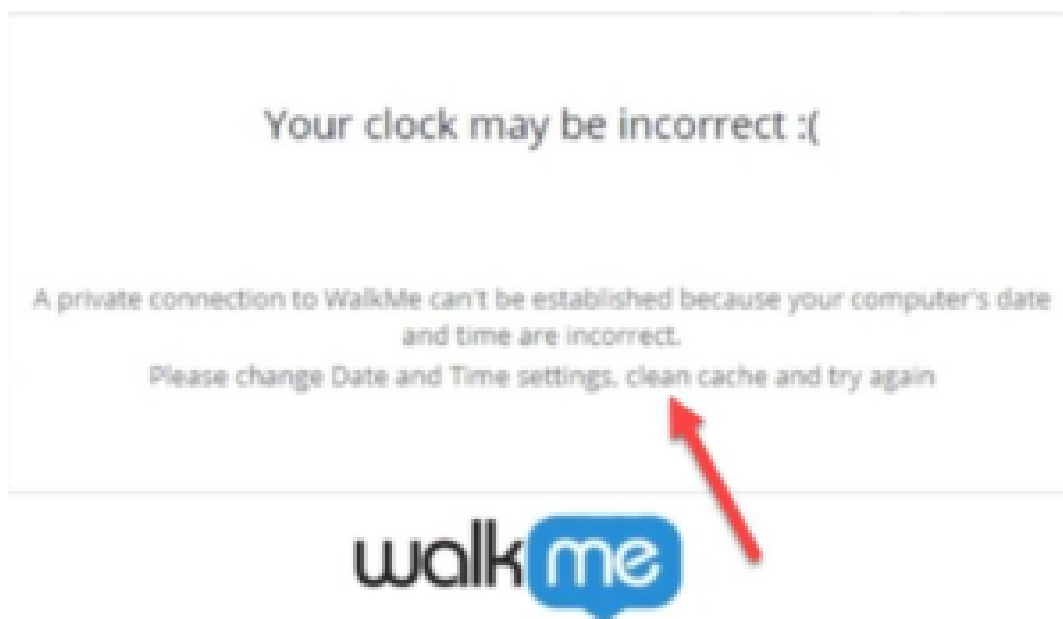 Your clock may be incorrect :(
A private connection to WalkMe can't be established because your computer's date
and time are incorrect.
Please change Date and Time settings, clean cache and try again
walkme